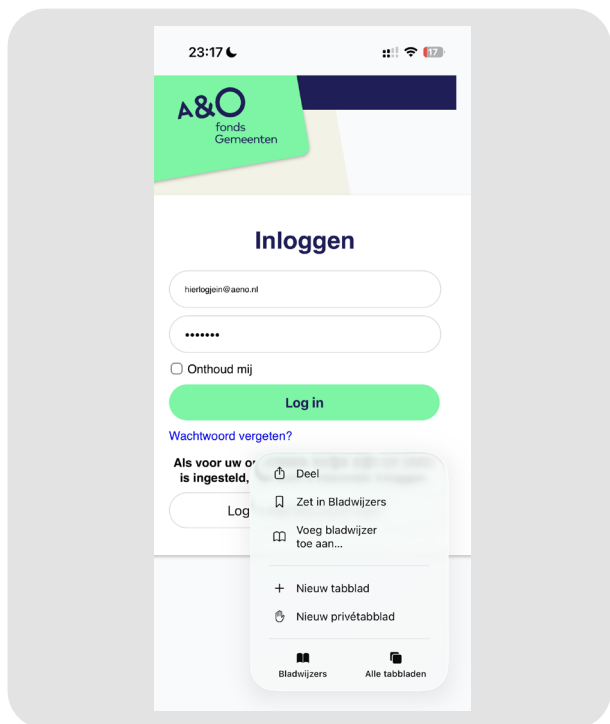 23:17
17
A&O
fonds
Gemeenten
Inloggen
hierlogjein@aeno.nl
•••••••
Onthoud mij
Log in
Wachtwoord vergeten?
Als voor uw
is ingesteld,
Log
Deel
Zet in Bladwijzers
Voeg bladwijzer
toe aan...
Nieuw tabblad
Nieuw privétabblad
Bladwijzers Alle tabbladen